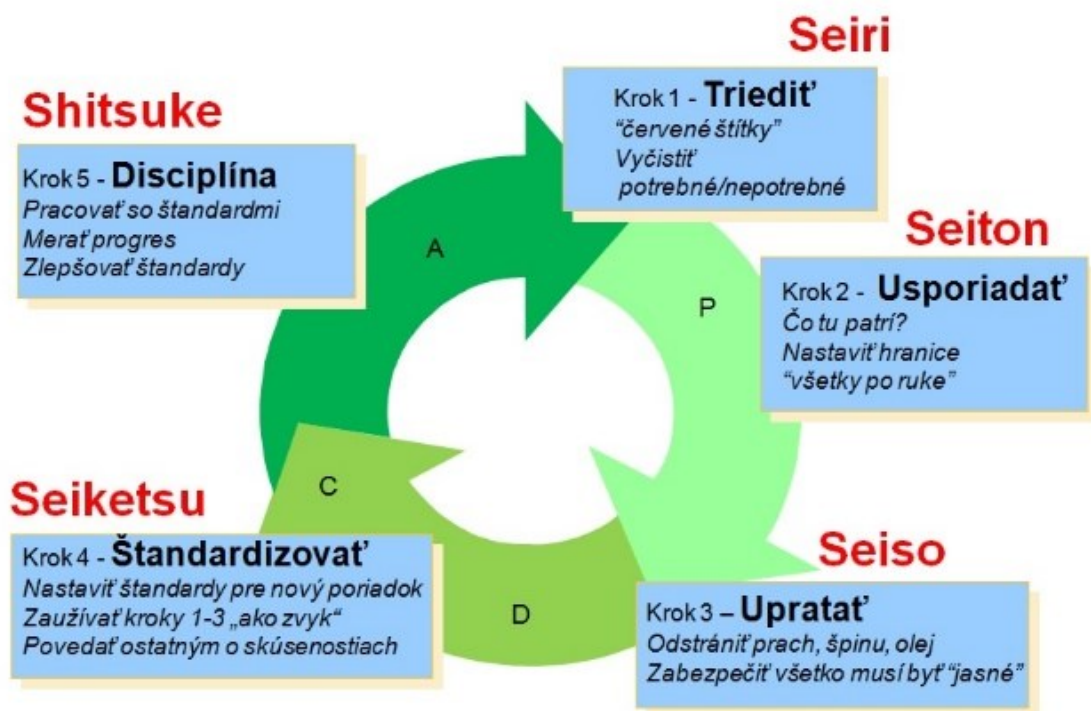 Seiri
Krok 1 - Triediť
“červené štítky”
Vyčistiť
potrebné/nepotrebné
Seiton
Krok 2 - Usporiadať
Čo tu patrí?
Nastaviť hranice
“všetky po ruke”
Seiso
Krok 3 – Upratať
Odstrániť prach, špinu, olej
Zabezpečiť všetko musí byť “jasné”
Seiketsu
Krok 4 - Štandardizovať
Nastaviť štandardy pre nový poriadok
Zaužívať kroky 1-3 „ako zvyk“
Povedať ostatným o skúsenostiach
Shitsuke
Krok 5 - Disciplína
Pracovať so štandardmi
Merať progres
Zlepšovať štandardy
P
D
C
A